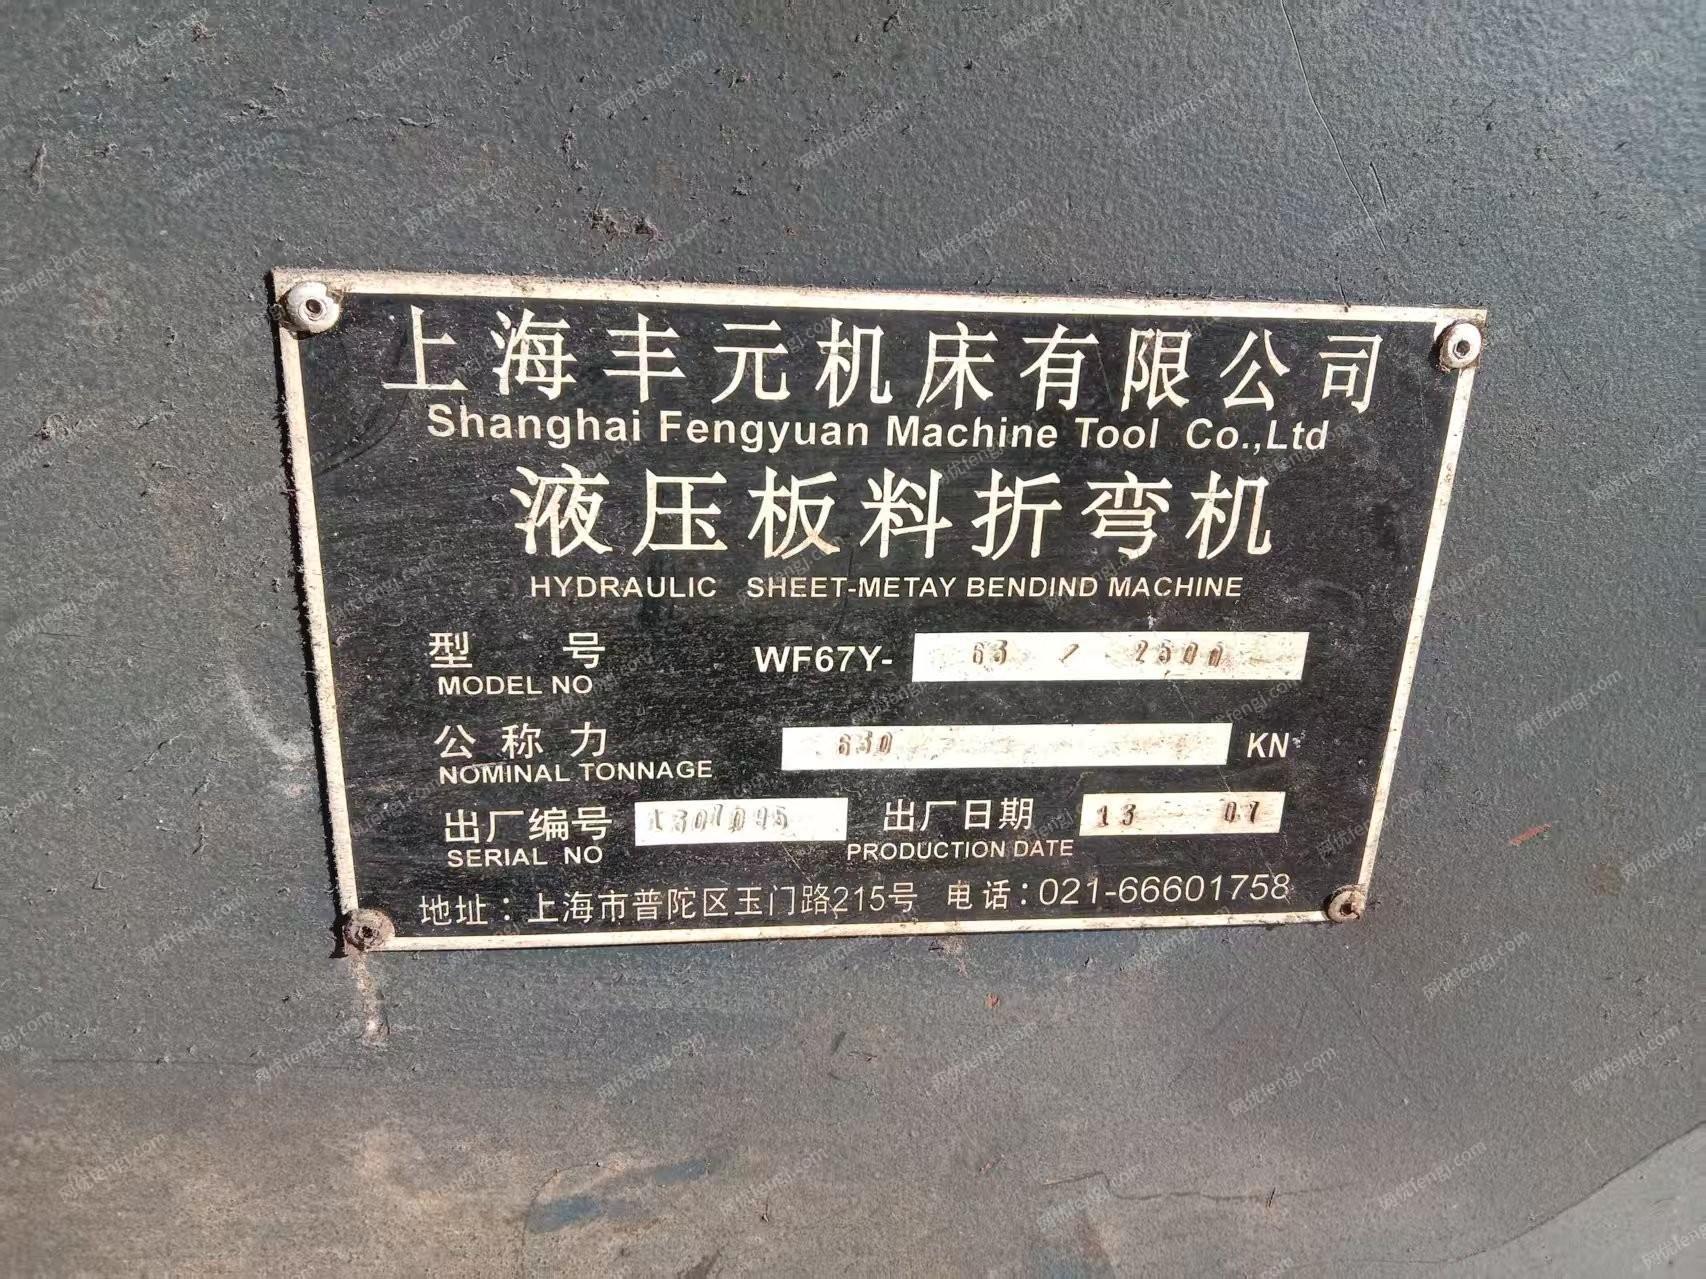 上海丰元机床有限公司
Shanghai Fengyuan Machine Tool Co.,Ltd
液压板料折弯机
HYDRAULIC SHEET-METAY BENDIND MACHINE
型 号 WF67Y- 63 / 2500
MODEL NO
公 称 力 630 KN
NOMINAL TONNAGE
出厂编号 1307095 出厂日期 13 07
SERIAL NO PRODUCTION DATE
地址：上海市普陀区玉门路215号 电话：021-66601758